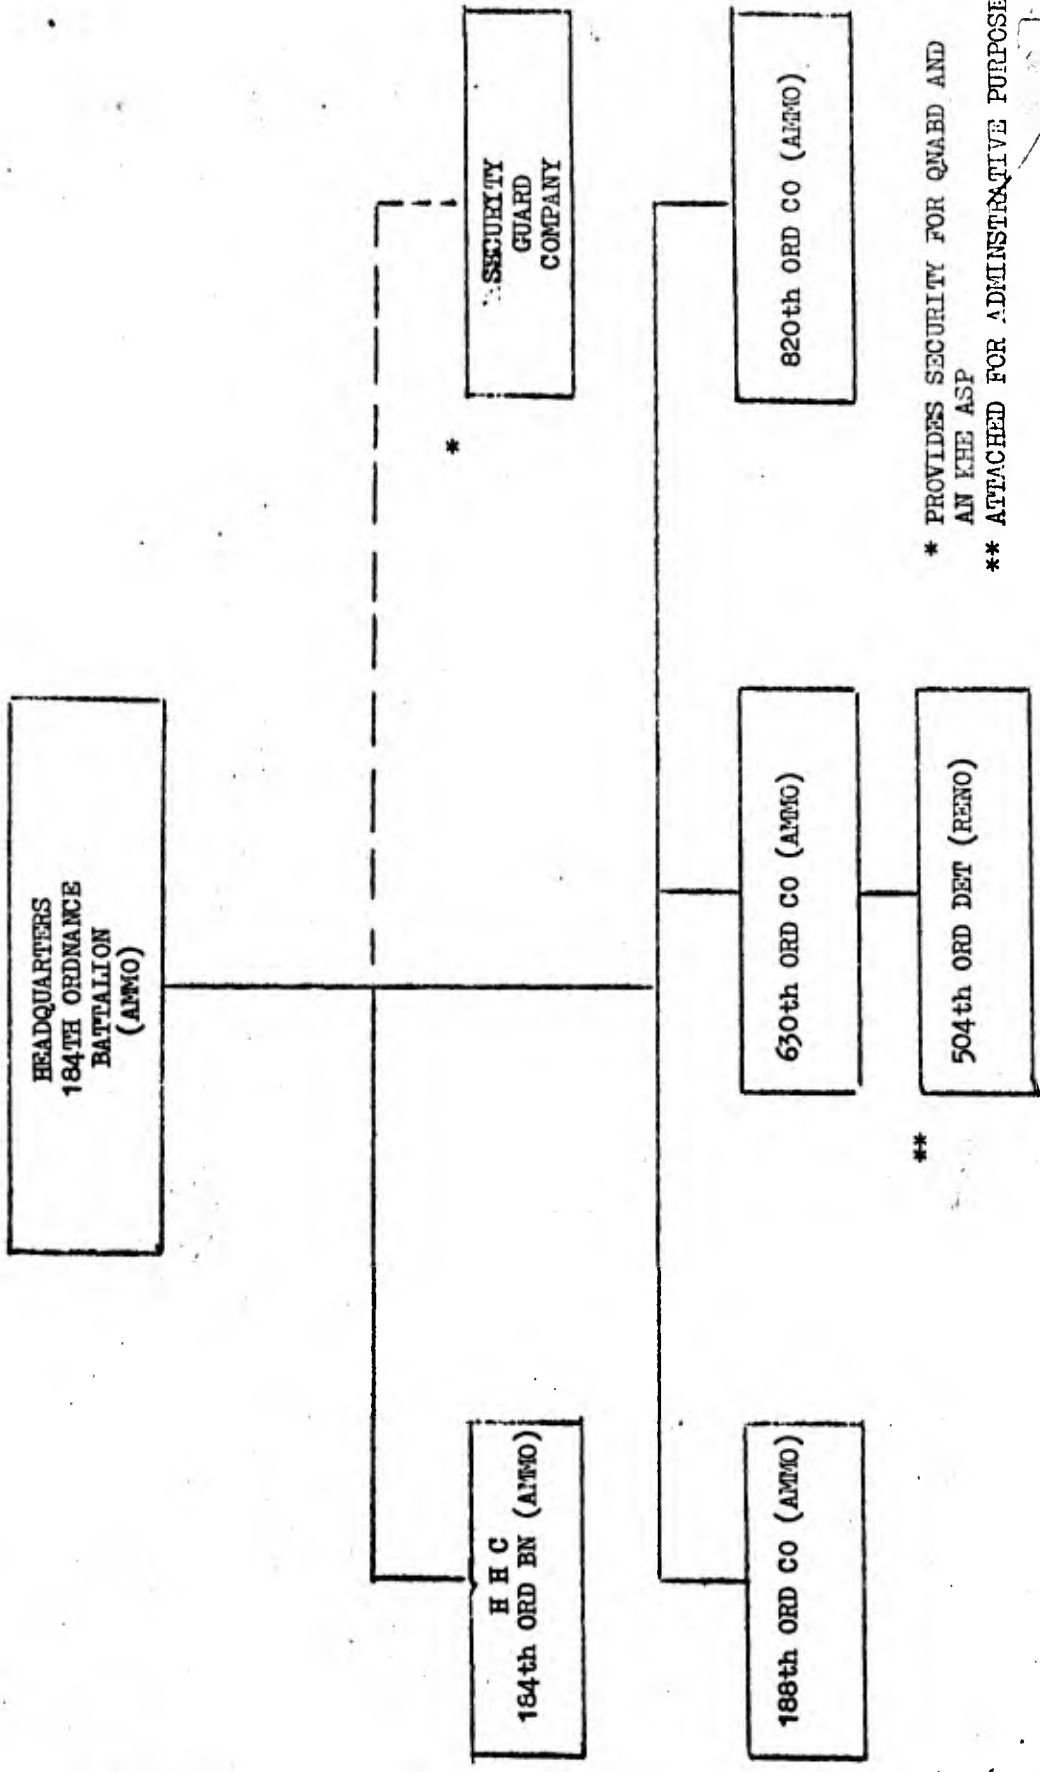 HEADQUARTERS
184TH ORDNANCE
BATTALION
(AMMO)
H H C
184th ORD BN (AMMO)
*
SECURITY
GUARD
COMPANY
188th ORD CO (AMMO)
630th ORD CO (AMMO)
820th ORD CO (AMMO)
**
504th ORD DET (RENO)
* PROVIDES SECURITY FOR QNABD AND
AN KHE ASP
** ATTACHED FOR ADMINSTRATIVE PURPOSE